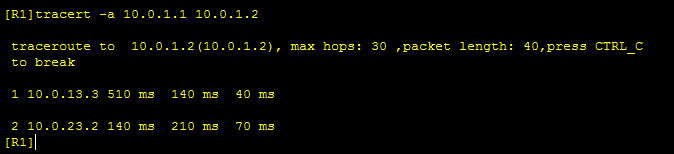 [R1]tracert -a 10.0.1.1 10.0.1.2
traceroute to  10.0.1.2(10.0.1.2), max hops: 30 ,packet length: 40,press CTRL_C
to break
1 10.0.13.3 510 ms  140 ms  40 ms
2 10.0.23.2 140 ms  210 ms  70 ms
[R1]